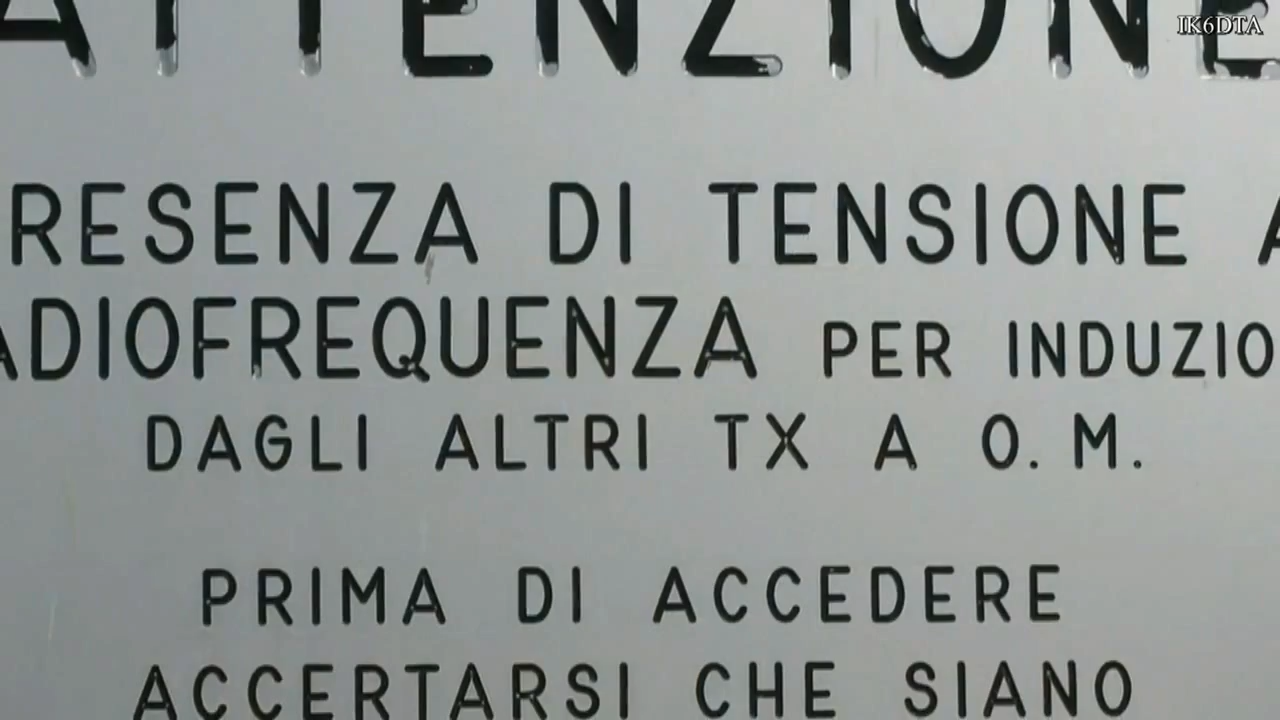 ATTENZIONE
IK6DTA
RESENZA DI TENSIONE A
ADIOFREQUENZA PER INDUZIO
DAGLI ALTRI TX A O.M.
PRIMA DI ACCEDERE
ACCERTARSI CHE SIANO